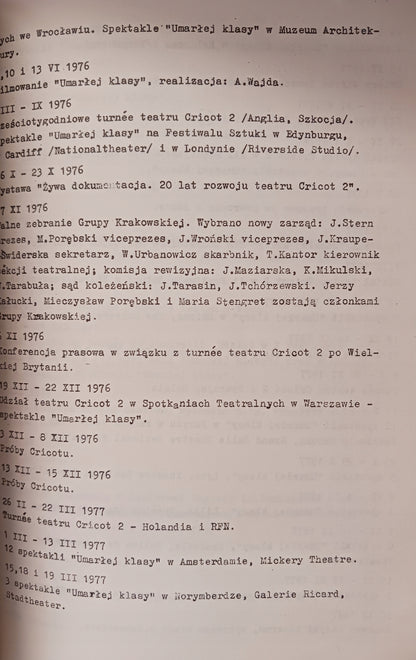 ych we Wrocławiu. Spektakle "Umarłej klasy" w Muzeum Architek-
ury.
,10 i 13 VI 1976
ilmowanie "Umarłej klasy", realizacja: A.Wajda.
III - IX 1976
ześciotygodniowe turnée teatru Cricot 2 /Anglia, Szkocja/.
pektakle "Umarłej klasy" na Festiwalu Sztuki w Edynburgu,
Cardiff /Nationaltheater/ i w Londynie /Riverside Studio/.
6 X - 23 X 1976
ystawa "Żywa dokumentacja. 20 lat rozwoju teatru Cricot 2".
7 XI 1976
alne zebranie Grupy Krakowskiej. Wybrano nowy zarząd: J.Stern
rezes, M.Porębski viceprezes, J.Wroński viceprezes, J.Kraupe-
Świderska sekretarz, W.Urbanowicz skarbnik, T.Kantor kierownik
ekcji teatralnej; komisja rewizyjna: J.Maziarska, K.Mikulski,
.Tarabuła; sąd koleżeński: J.Tarasin, J.Tchórzewski. Jerzy
ałucki, Mieczysław Porębski i Maria Stengret zostają członkami
rupy Krakowskiej.
XI 1976
Konferencja prasowa w związku z turnée teatru Cricot 2 po Wiel-
kiej Brytanii.
19 XII - 22 XII 1976
Udział teatru Cricot 2 w Spotkaniach Teatralnych w Warszawie -
spektakle "Umarłej klasy".
3 XII - 8 XII 1976
Próby Cricotu.
13 XII - 15 XII 1976
Próby Cricotu.
26 II - 22 III 1977
Turnée teatru Cricot 2 - Holandia i RFN.
1 III - 13 III 1977
12 spektakli "Umarłej klasy" w Amsterdamie, Mickery Theatre.
15,18 i 19 III 1977
3 spektakle "Umarłej klasy" w Norymberdze, Galerie Ricard,
Stadtheater.